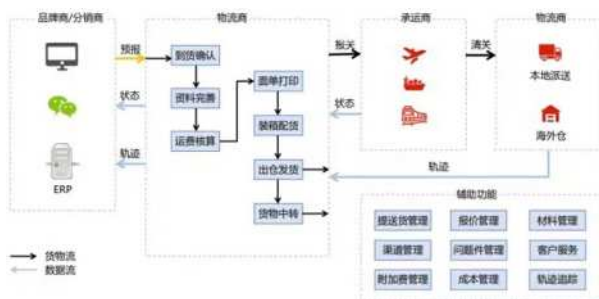 品牌商/分销商
物流商
承运商
物流商
预报
到货确认
报关
清关
面单打印
本地派送
状态
资料完善
状态
装箱配货
运费核算
海外仓
轨迹
出仓发货
轨迹
ERP
货物中转
辅助功能
提送货管理
报价管理
材料管理
渠道管理
问题件管理
客户服务
附加费管理
成本管理
轨迹追踪
货物流
数据流